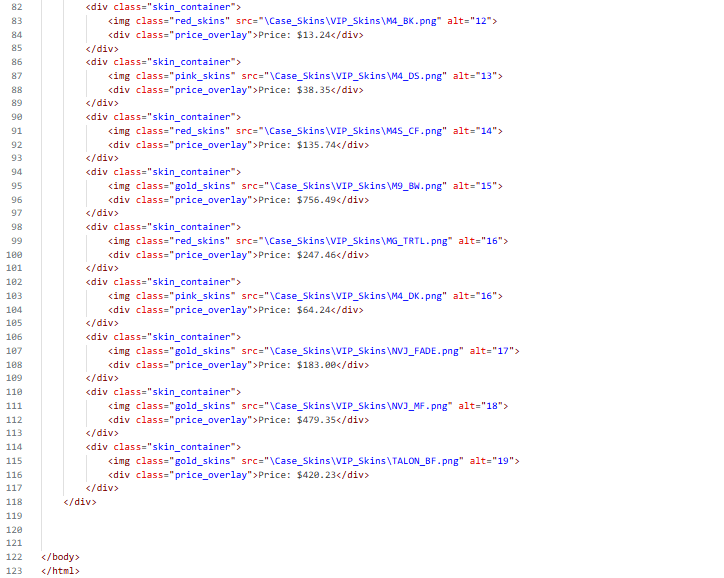 82 <div class="skin_container">
83 <img class="red_skins" src="\Case_Skins\VIP_Skins\M4_BK.png" alt="12">
84 <div class="price_overlay">Price: $13.24</div>
85 </div>
86 <div class="skin_container">
87 <img class="pink_skins" src="\Case_Skins\VIP_Skins\M4_DS.png" alt="13">
88 <div class="price_overlay">Price: $38.35</div>
89 </div>
90 <div class="skin_container">
91 <img class="red_skins" src="\Case_Skins\VIP_Skins\M4S_CF.png" alt="14">
92 <div class="price_overlay">Price: $135.74</div>
93 </div>
94 <div class="skin_container">
95 <img class="gold_skins" src="\Case_Skins\VIP_Skins\M9_BW.png" alt="15">
96 <div class="price_overlay">Price: $756.49</div>
97 </div>
98 <div class="skin_container">
99 <img class="red_skins" src="\Case_Skins\VIP_Skins\MG_TRTL.png" alt="16">
100 <div class="price_overlay">Price: $247.46</div>
101 </div>
102 <div class="skin_container">
103 <img class="pink_skins" src="\Case_Skins\VIP_Skins\M4_DK.png" alt="16">
104 <div class="price_overlay">Price: $64.24</div>
105 </div>
106 <div class="skin_container">
107 <img class="gold_skins" src="\Case_Skins\VIP_Skins\NVJ_FADE.png" alt="17">
108 <div class="price_overlay">Price: $183.00</div>
109 </div>
110 <div class="skin_container">
111 <img class="gold_skins" src="\Case_Skins\VIP_Skins\NVJ_MF.png" alt="18">
112 <div class="price_overlay">Price: $479.35</div>
113 </div>
114 <div class="skin_container">
115 <img class="gold_skins" src="\Case_Skins\VIP_Skins\TALON_BF.png" alt="19">
116 <div class="price_overlay">Price: $420.23</div>
117 </div>
118 </div>
119
120
121
122 </body>
123 </html>